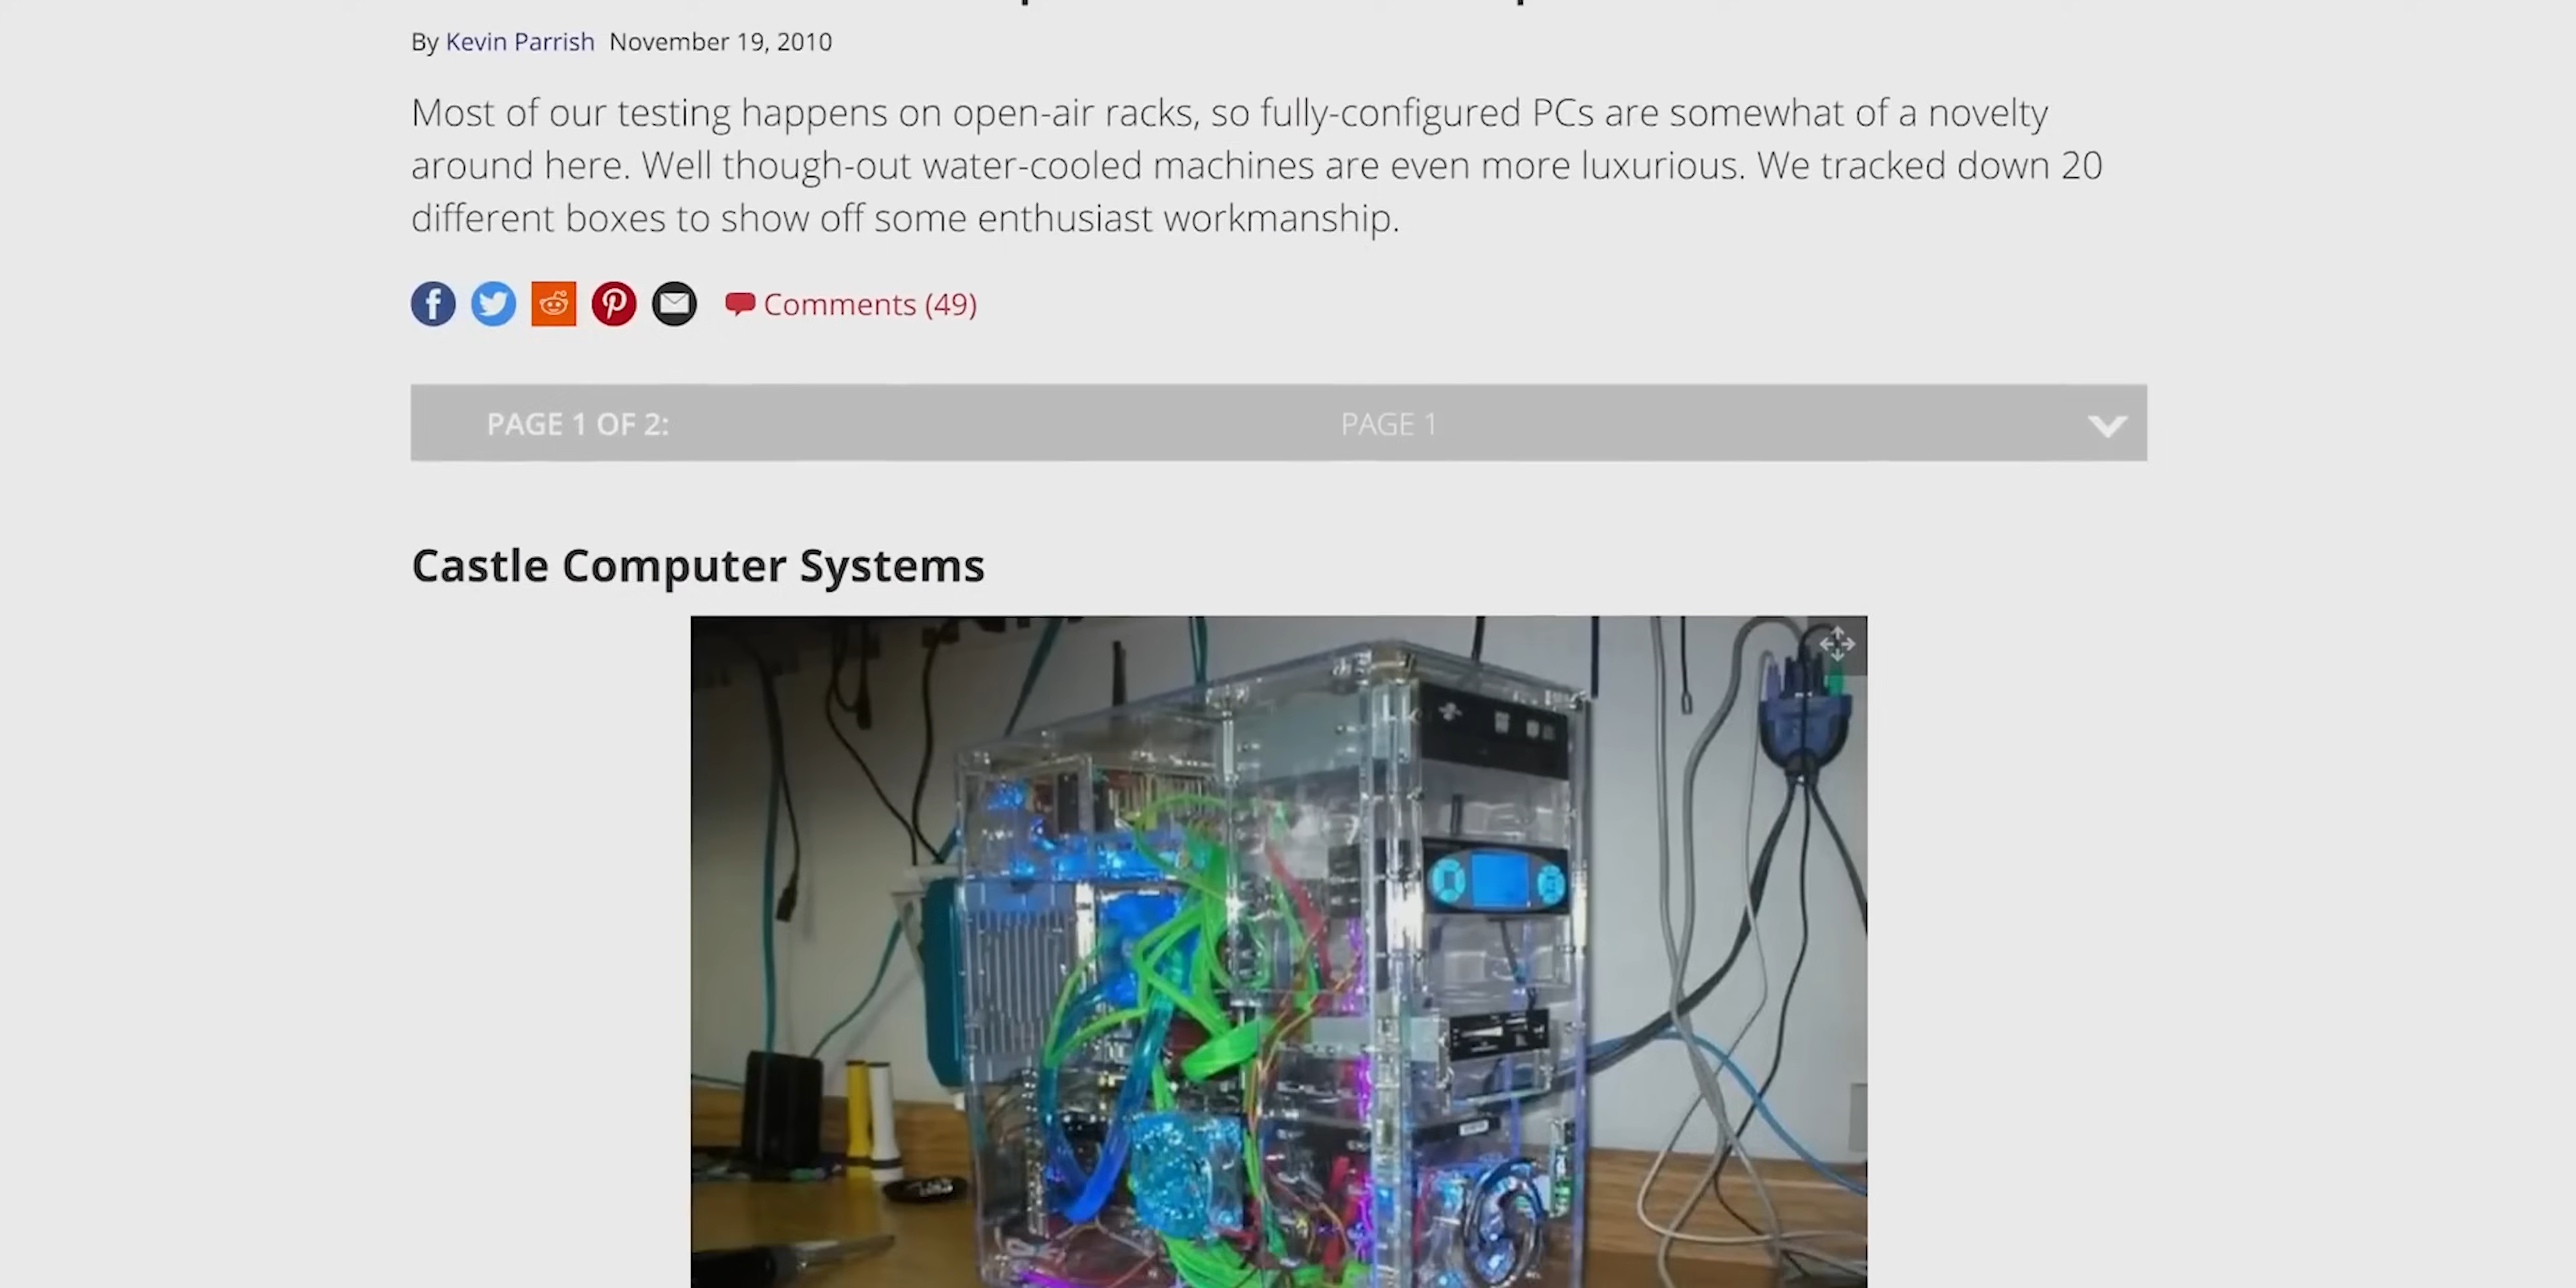 By Kevin Parrish November 19, 2010
Most of our testing happens on open-air racks, so fully-configured PCs are somewhat of a novelty
around here. Well though-out water-cooled machines are even more luxurious. We tracked down 20
different boxes to show off some enthusiast workmanship.
Comments (49)
PAGE 1 OF 2: PAGE 1
Castle Computer Systems